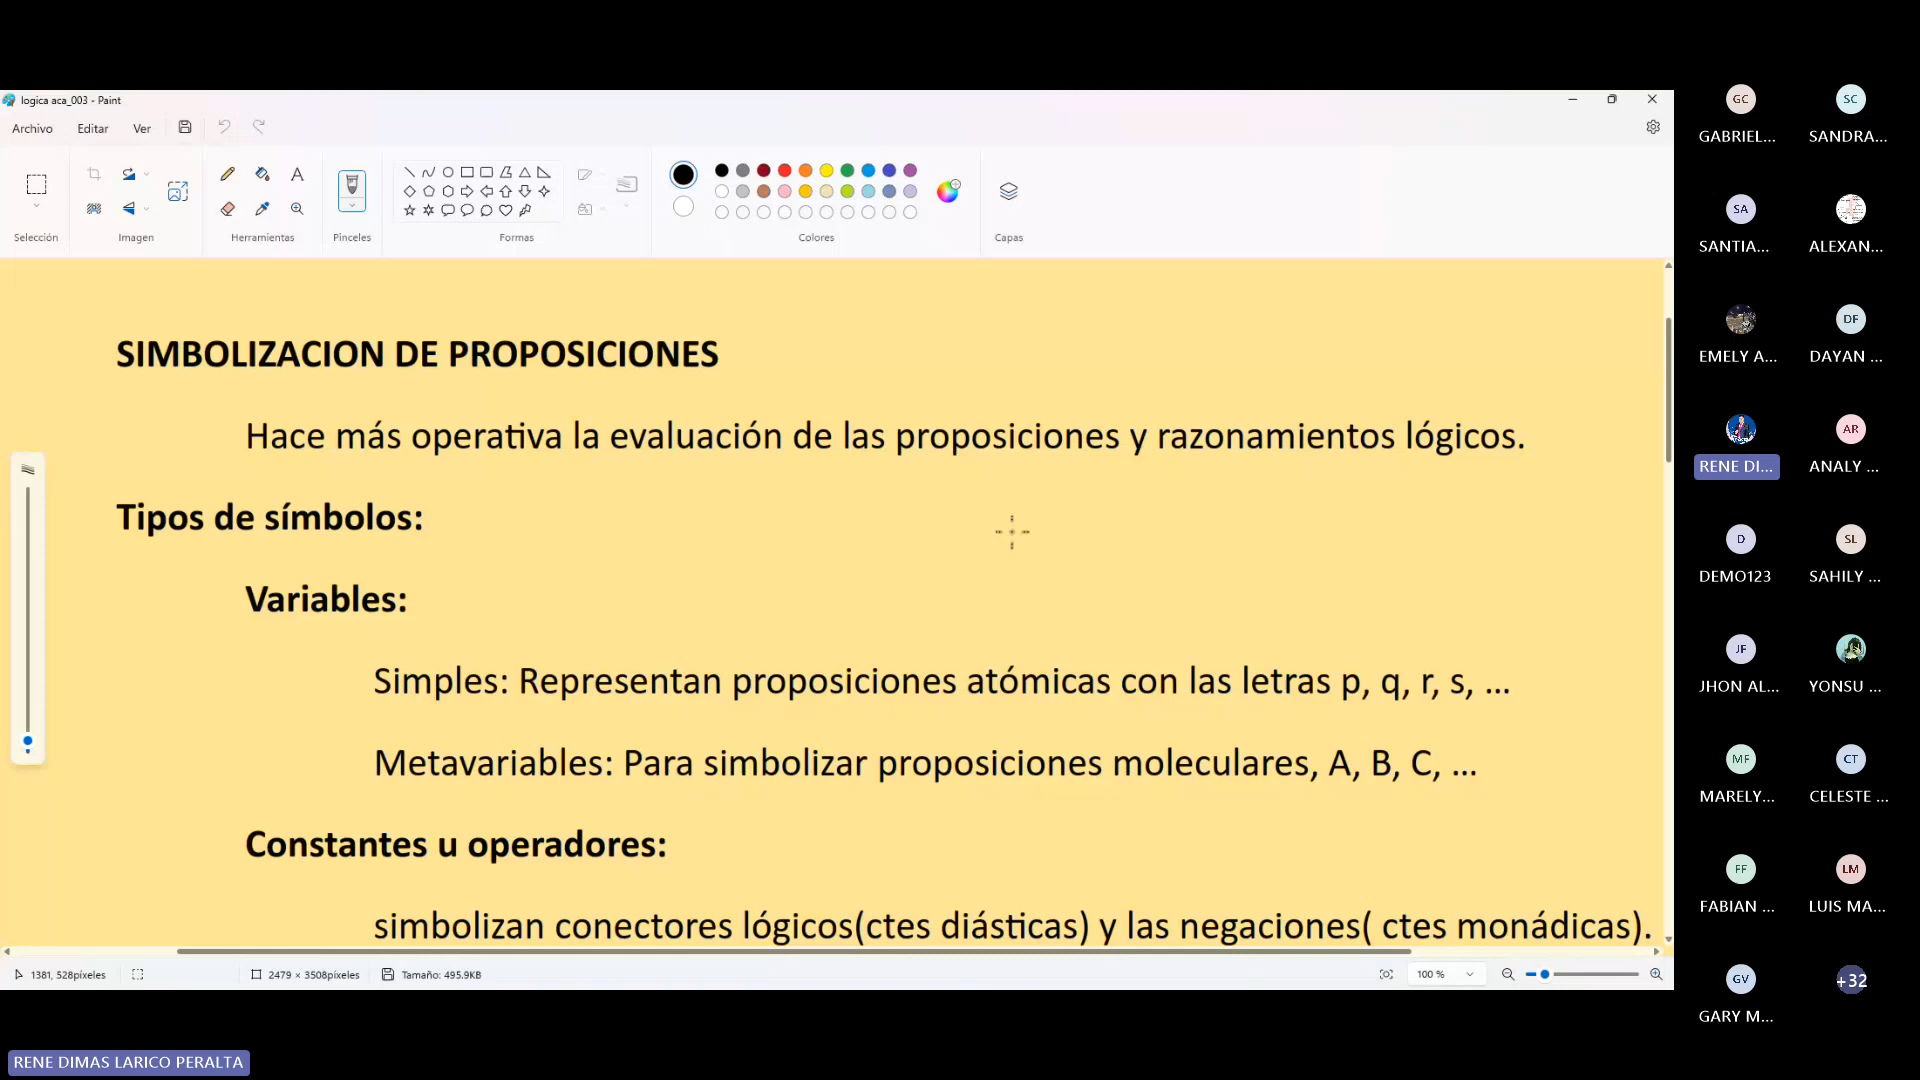 logica aca_003 - Paint
Archivo Editar Ver
Selección Imagen Herramientas Pinceles Formas Colores Capas
SIMBOLIZACION DE PROPOSICIONES
Hace más operativa la evaluación de las proposiciones y razonamientos lógicos.
Tipos de símbolos:
Variables:
Simples: Representan proposiciones atómicas con las letras p, q, r, s, ...
Metavariables: Para simbolizar proposiciones moleculares, A, B, C, ...
Constantes u operadores:
simbolizan conectores lógicos(ctes diásticas) y las negaciones( ctes monádicas).
1381, 528píxeles 2479 × 3508píxeles Tamaño: 495.9KB 100 %
GC SC
GABRIEL... SANDRA...
SA
SANTIA... ALEXAN...
DF
EMELY A... DAYAN ...
AR
RENE DI... ANALY ...
D SL
DEMO123 SAHILY ...
JF
JHON AL... YONSU ...
MF CT
MARELY... CELESTE ...
FF LM
FABIAN ... LUIS MA...
GV +32
GARY M...
RENE DIMAS LARICO PERALTA